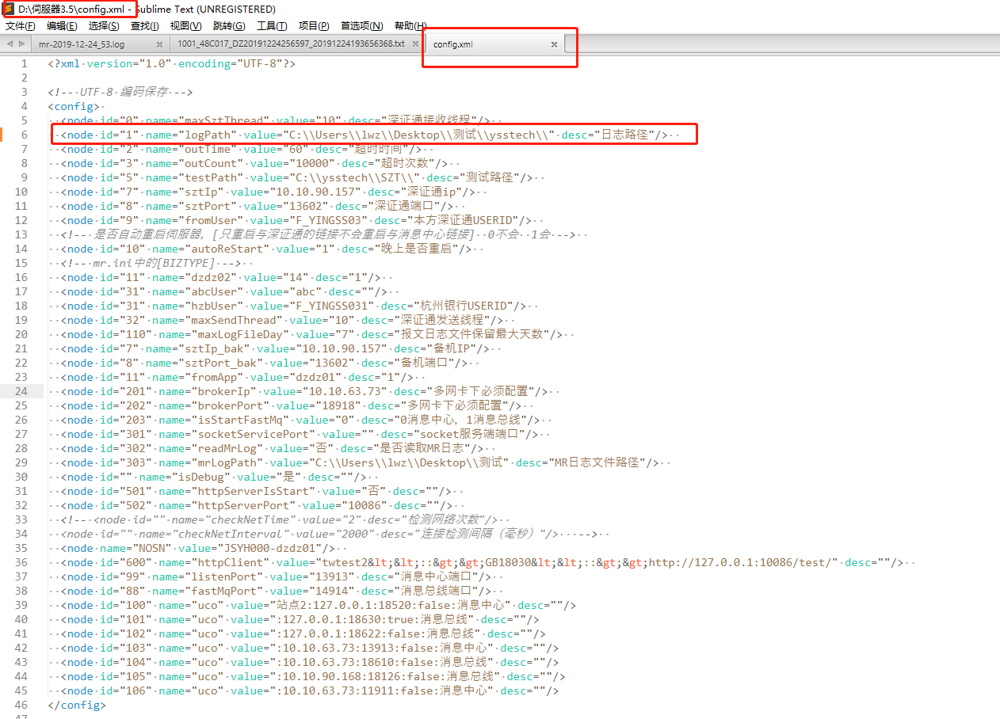 D:\伺服器3.5\config.xml - Sublime Text (UNREGISTERED)
文件(F) 编辑(E) 选择(S) 查找(I) 视图(V) 跳转(G) 工具(T) 项目(P) 首选项(N) 帮助(H)
mr-2019-12-24_53.log 1001_48C017_DZ20191224256597_20191224193656368.txt config.xml
1 <?xml version="1.0" encoding="UTF-8"?>
2
3 <!-- UTF-8 编码保存 -->
4 <config>
5 <node id="0" name="maxSztThread" value="10" desc="深证通接收线程"/>
6 <node id="1" name="logPath" value="C:\\Users\\lwz\\Desktop\\测试\\ysstech\\" desc="日志路径"/>
7 <node id="2" name="outTime" value="60" desc="超时时间"/>
8 <node id="3" name="outCount" value="10000" desc="超时次数"/>
9 <node id="5" name="testPath" value="C:\\ysstech\\SZT\\" desc="测试路径"/>
10 <node id="7" name="sztIp" value="10.10.90.157" desc="深证通ip"/>
11 <node id="8" name="sztPort" value="13602" desc="深证通端口"/>
12 <node id="9" name="fromUser" value="F_YINGSS03" desc="本方深证通USERID"/>
13 <!-- 是否自动重启伺服器, [只重启与深证通的链接不会重启与消息中心链接] 0不会 1会 -->
14 <node id="10" name="autoReStart" value="1" desc="晚上是否重启"/>
15 <!-- mr.ini中的[BIZTYPE] -->
16 <node id="11" name="dzdz02" value="14" desc="1"/>
17 <node id="31" name="abcUser" value="abc" desc=""/>
18 <node id="31" name="hzbUser" value="F_YINGSS031" desc="杭州银行USERID"/>
19 <node id="32" name="maxSendThread" value="10" desc="深证通发送线程"/>
20 <node id="110" name="maxLogFileDay" value="7" desc="报文日志文件保留最大天数"/>
21 <node id="7" name="sztIp_bak" value="10.10.90.157" desc="备机IP"/>
22 <node id="8" name="sztPort_bak" value="13602" desc="备机端口"/>
23 <node id="11" name="fromApp" value="dzdz01" desc="1"/>
24 <node id="201" name="brokerIp" value="10.10.63.73" desc="多网卡下必须配置"/>
25 <node id="202" name="brokerPort" value="18918" desc="多网卡下必须配置"/>
26 <node id="203" name="isStartFastMq" value="0" desc="0消息中心, 1消息总线"/>
27 <node id="301" name="socketServicePort" value="" desc="socket服务端端口"/>
28 <node id="302" name="readMrLog" value="否" desc="是否读取MR日志"/>
29 <node id="303" name="mrLogPath" value="C:\\Users\\lwz\\Desktop\\测试" desc="MR日志文件路径"/>
30 <node id="" name="isDebug" value="是" desc=""/>
31 <node id="501" name="httpServerIsStart" value="否" desc=""/>
32 <node id="502" name="httpServerPort" value="10086" desc=""/>
33 <!-- <node id="" name="checkNetTime" value="2" desc="检测网络次数"/>
34 <node id="" name="checkNetInterval" value="2000" desc="连接检测间隔（毫秒）"/> -->
35 <node name="NOSN" value="JSYH000-dzdz01"/>
36 <node id="600" name="httpClient" value="twtest2&lt;&lt;::&gt;&gt;GB18030&lt;&lt;::&gt;&gt;http://127.0.0.1:10086/test/" desc=""/>
37 <node id="99" name="listenPort" value="13913" desc="消息中心端口"/>
38 <node id="88" name="fastMqPort" value="14914" desc="消息总线端口"/>
39 <node id="100" name="uco" value="站点2:127.0.0.1:18520:false:消息中心" desc=""/>
40 <node id="101" name="uco" value=":127.0.0.1:18630:true:消息总线" desc=""/>
41 <node id="102" name="uco" value=":127.0.0.1:18622:false:消息总线" desc=""/>
42 <node id="103" name="uco" value=":10.10.63.73:13913:false:消息中心" desc=""/>
43 <node id="104" name="uco" value=":10.10.63.73:18610:false:消息总线" desc=""/>
44 <node id="105" name="uco" value=":10.10.90.168:18126:false:消息总线" desc=""/>
45 <node id="106" name="uco" value=":10.10.63.73:11911:false:消息中心" desc=""/>
46 </config>
47